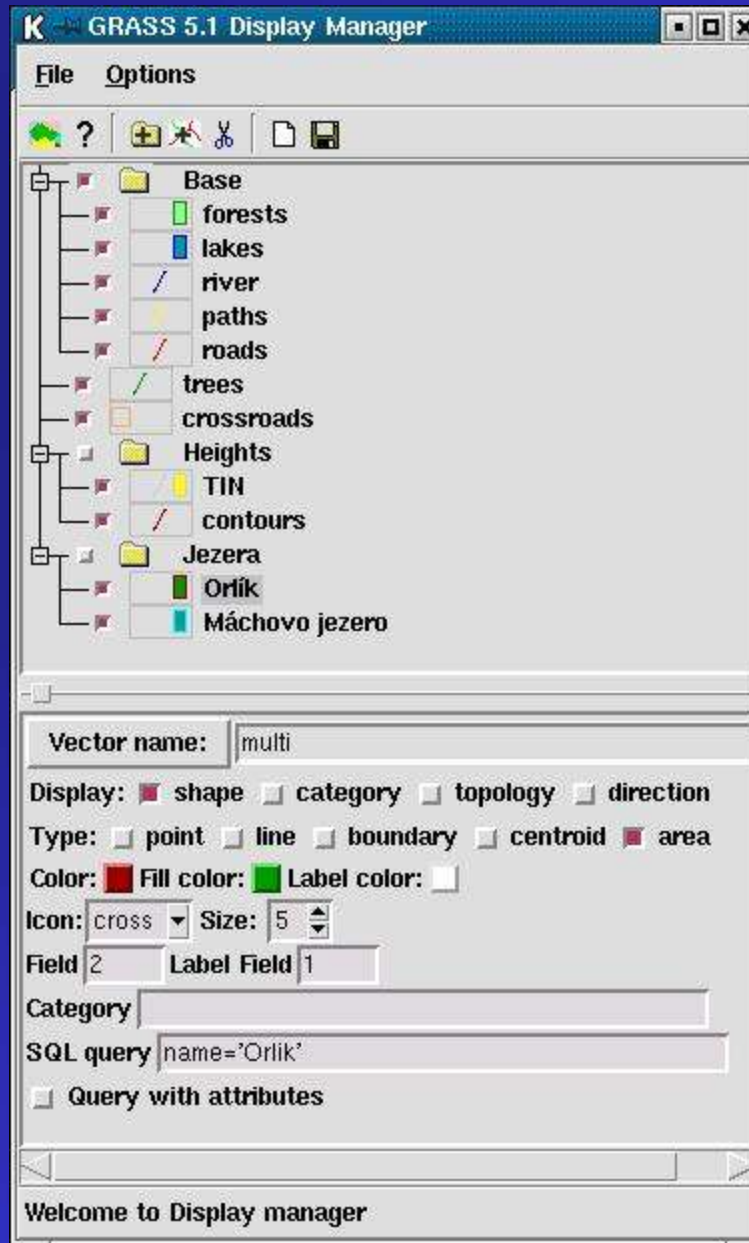 GRASS 5.1 Display Manager
File Options
?
Base
forests
lakes
river
paths
roads
trees
crossroads
Heights
TIN
contours
Jezera
Orlík
Máchovo jezero
Vector name: multi
Display: shape category topology direction
Type: point line boundary centroid area
Color: Fill color: Label color:
Icon: cross Size: 5
Field 2 Label Field 1
Category
SQL query name='Orlik'
Query with attributes
Welcome to Display manager